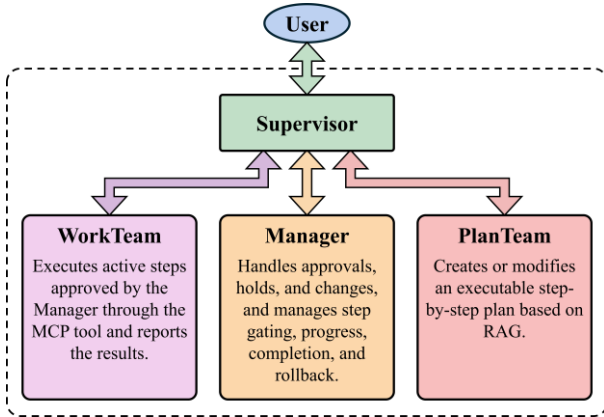 User
Supervisor
WorkTeam
Executes active steps
approved by the
Manager through the
MCP tool and reports
the results.
Manager
Handles approvals,
holds, and changes,
and manages step
gating, progress,
completion, and
rollback.
PlanTeam
Creates or modifies
an executable step-
by-step plan based on
RAG.